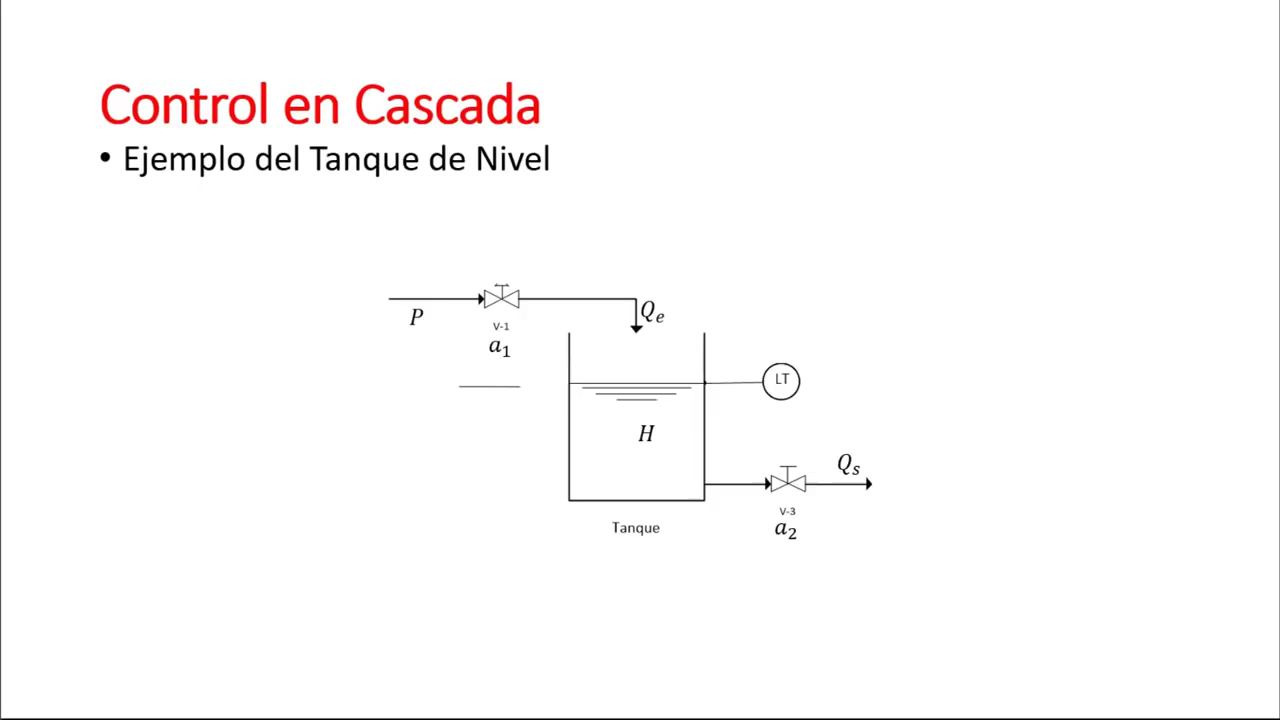 Control en Cascada
• Ejemplo del Tanque de Nivel
P
V-1
a₁
Qₑ
LT
H
Qₛ
V-3
a₂
Tanque